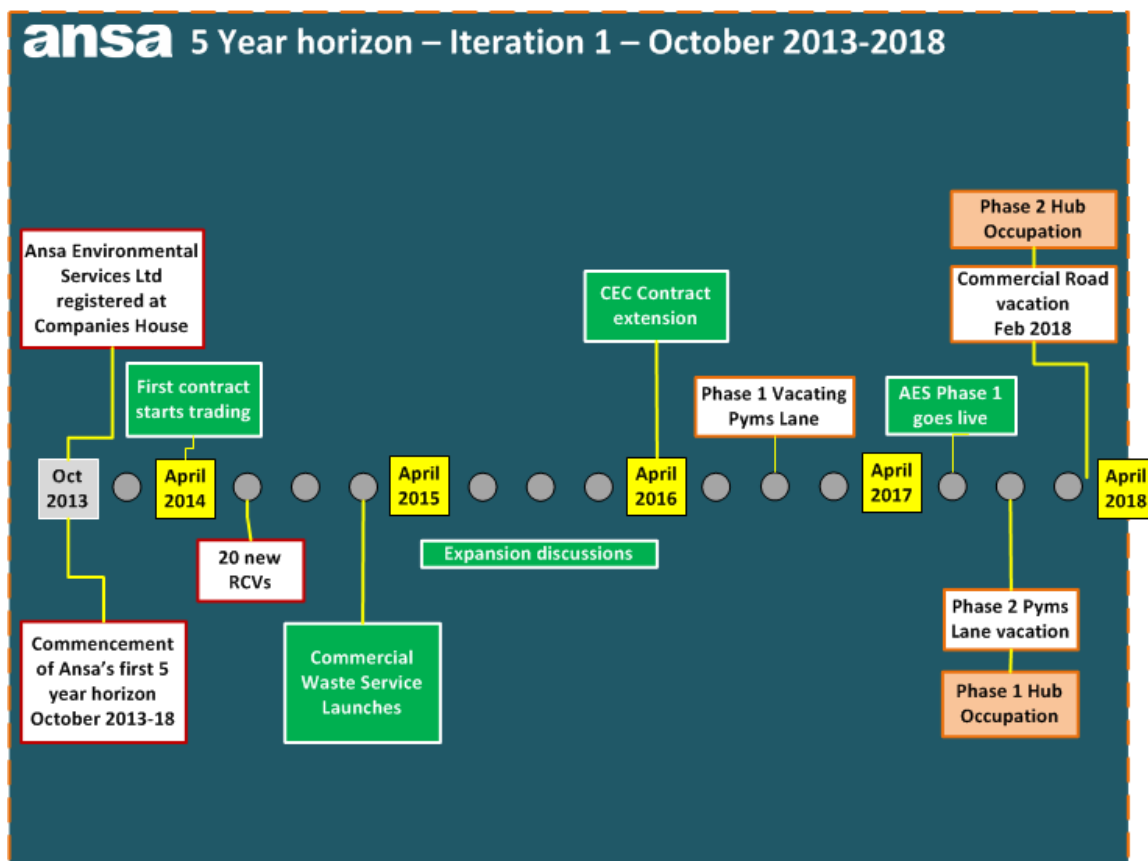 ansa 5 Year horizon – Iteration 1 – October 2013-2018
Phase 2 Hub
Occupation
Ansa Environmental
Services Ltd
registered at
Companies House
Commercial Road
vacation
Feb 2018
CEC Contract
extension
First contract
starts trading
Phase 1 Vacating
Pyms Lane
AES Phase 1
goes live
Oct
2013
April
2014
April
2015
April
2016
April
2017
April
2018
20 new
RCVs
Expansion discussions
Commencement
of Ansa’s first 5
year horizon
October 2013-18
Commercial
Waste Service
Launches
Phase 2 Pyms
Lane vacation
Phase 1 Hub
Occupation